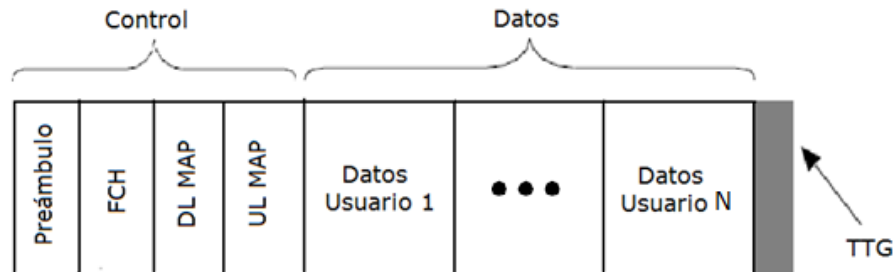 Control
Datos
Preámbulo
FCH
DL MAP
UL MAP
Datos
Usuario 1
Datos
Usuario N
TTG